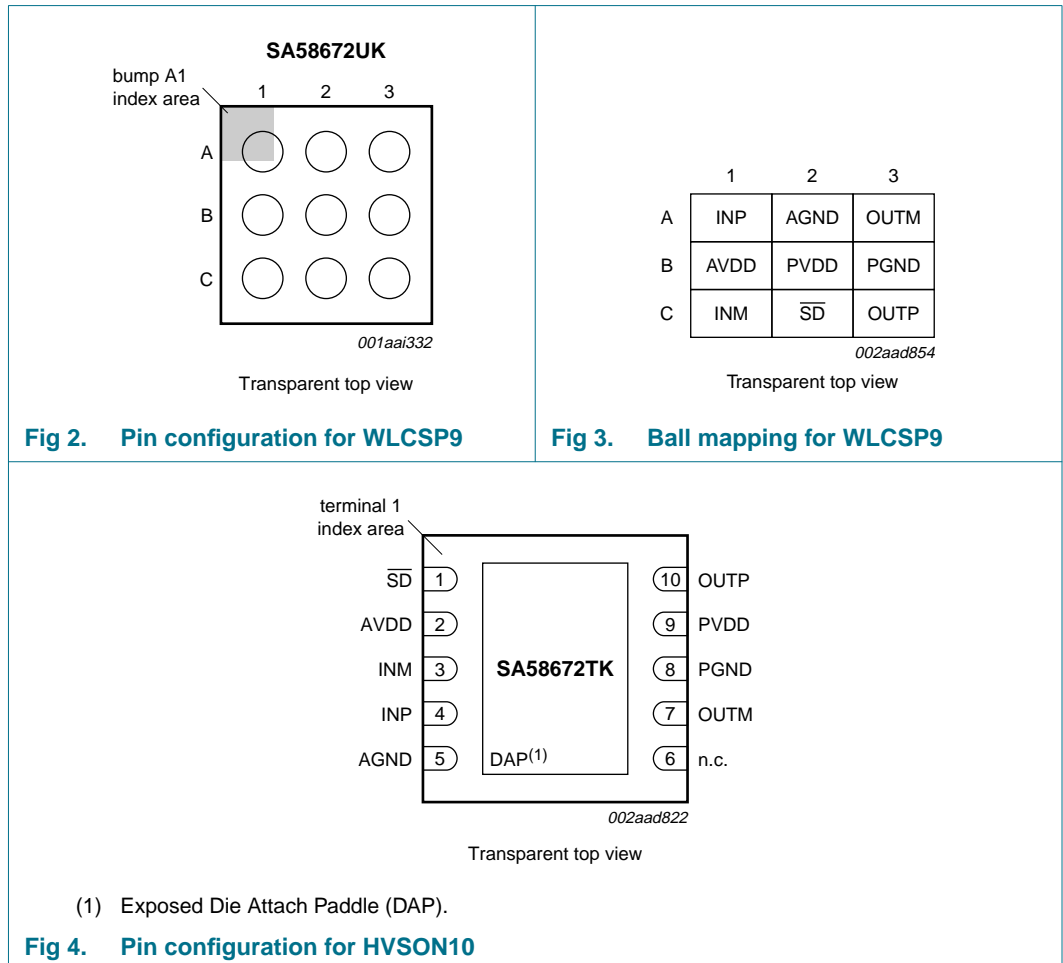 SA58672UK
bump A1
index area
1 2 3
A
B
C
001aai332
Transparent top view
Fig 2. Pin configuration for WLCSP9
1 2 3
A INP AGND OUTM
B AVDD PVDD PGND
C INM SD OUTP
002aad854
Transparent top view
Fig 3. Ball mapping for WLCSP9
terminal 1
index area
SD 1 10 OUTP
AVDD 2 9 PVDD
INM 3 SA58672TK 8 PGND
INP 4 7 OUTM
AGND 5 DAP(1) 6 n.c.
002aad822
Transparent top view
(1) Exposed Die Attach Paddle (DAP).
Fig 4. Pin configuration for HVSON10